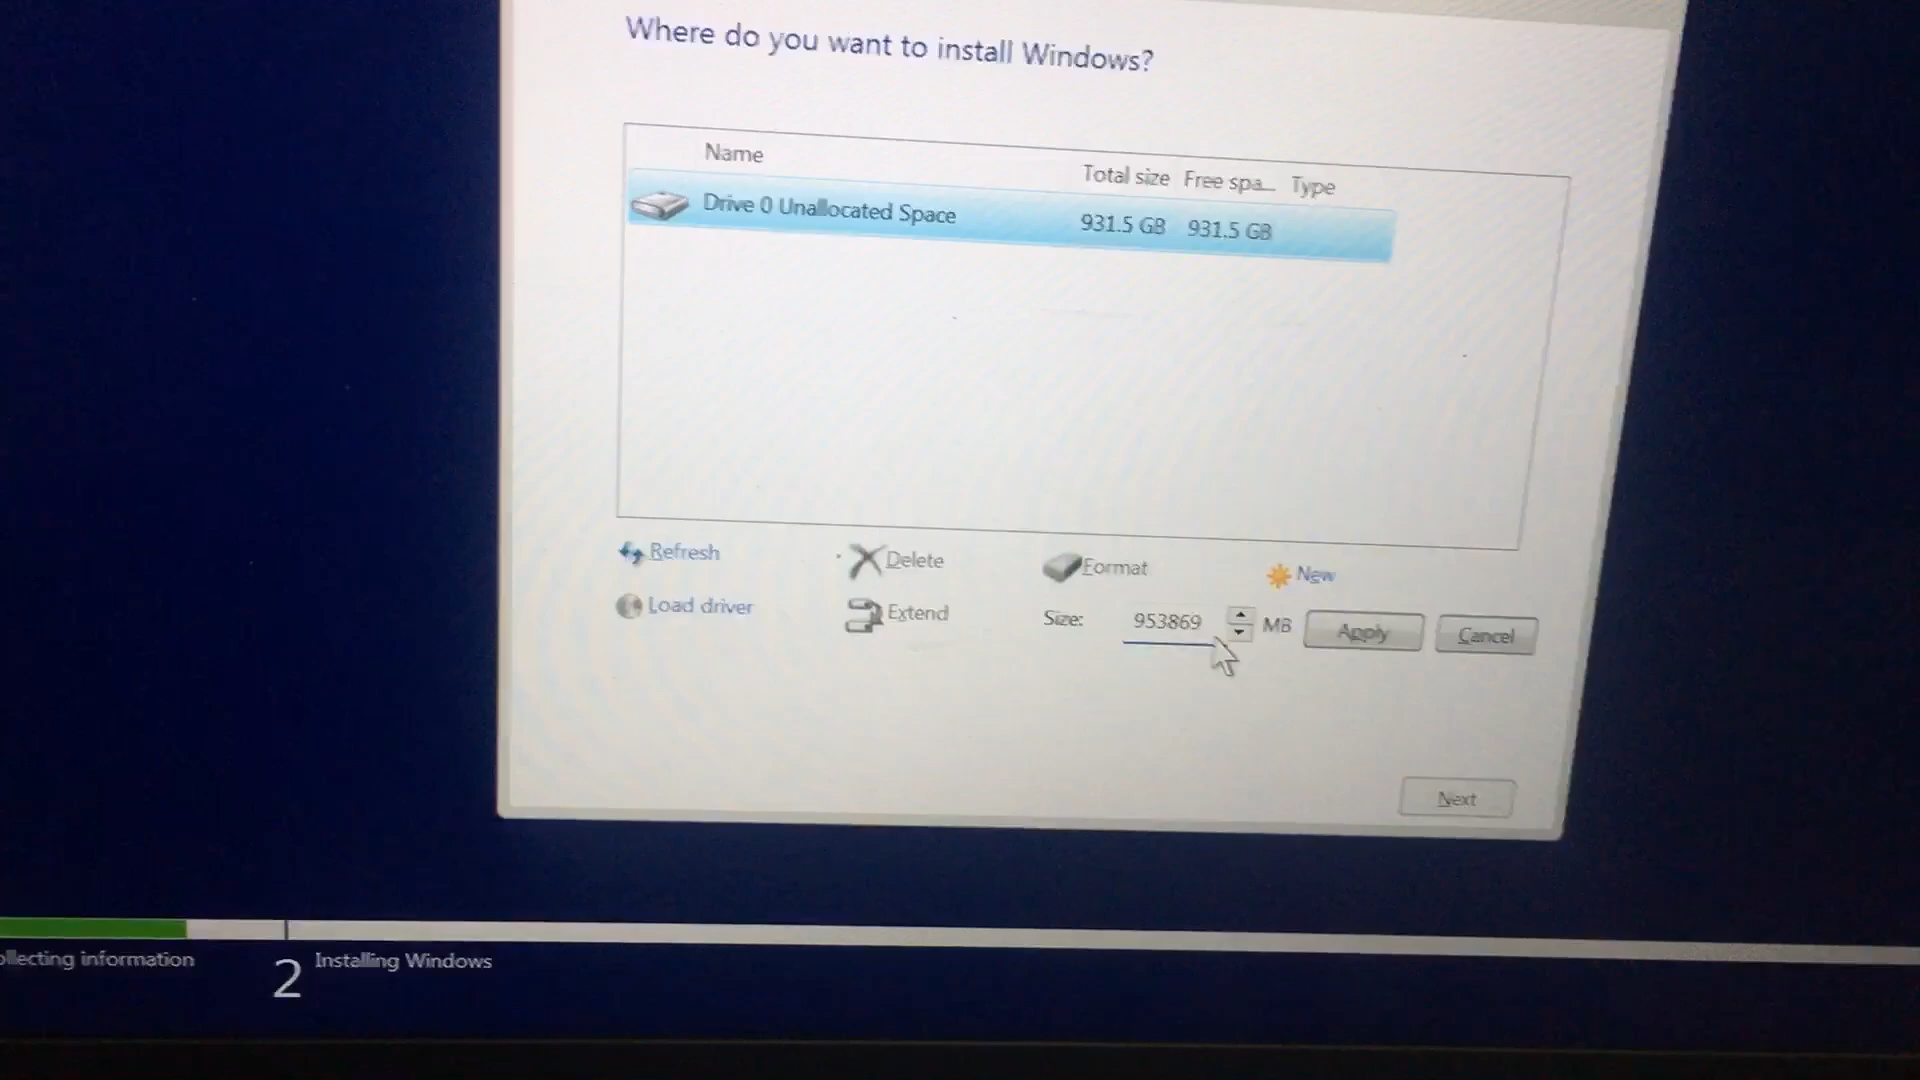 Where do you want to install Windows?
Name Total size Free spa... Type
Drive 0 Unallocated Space 931.5 GB 931.5 GB
Refresh Delete Format New
Load driver Extend Size: 953869 MB Apply Cancel
Next
ollecting information 2 Installing Windows